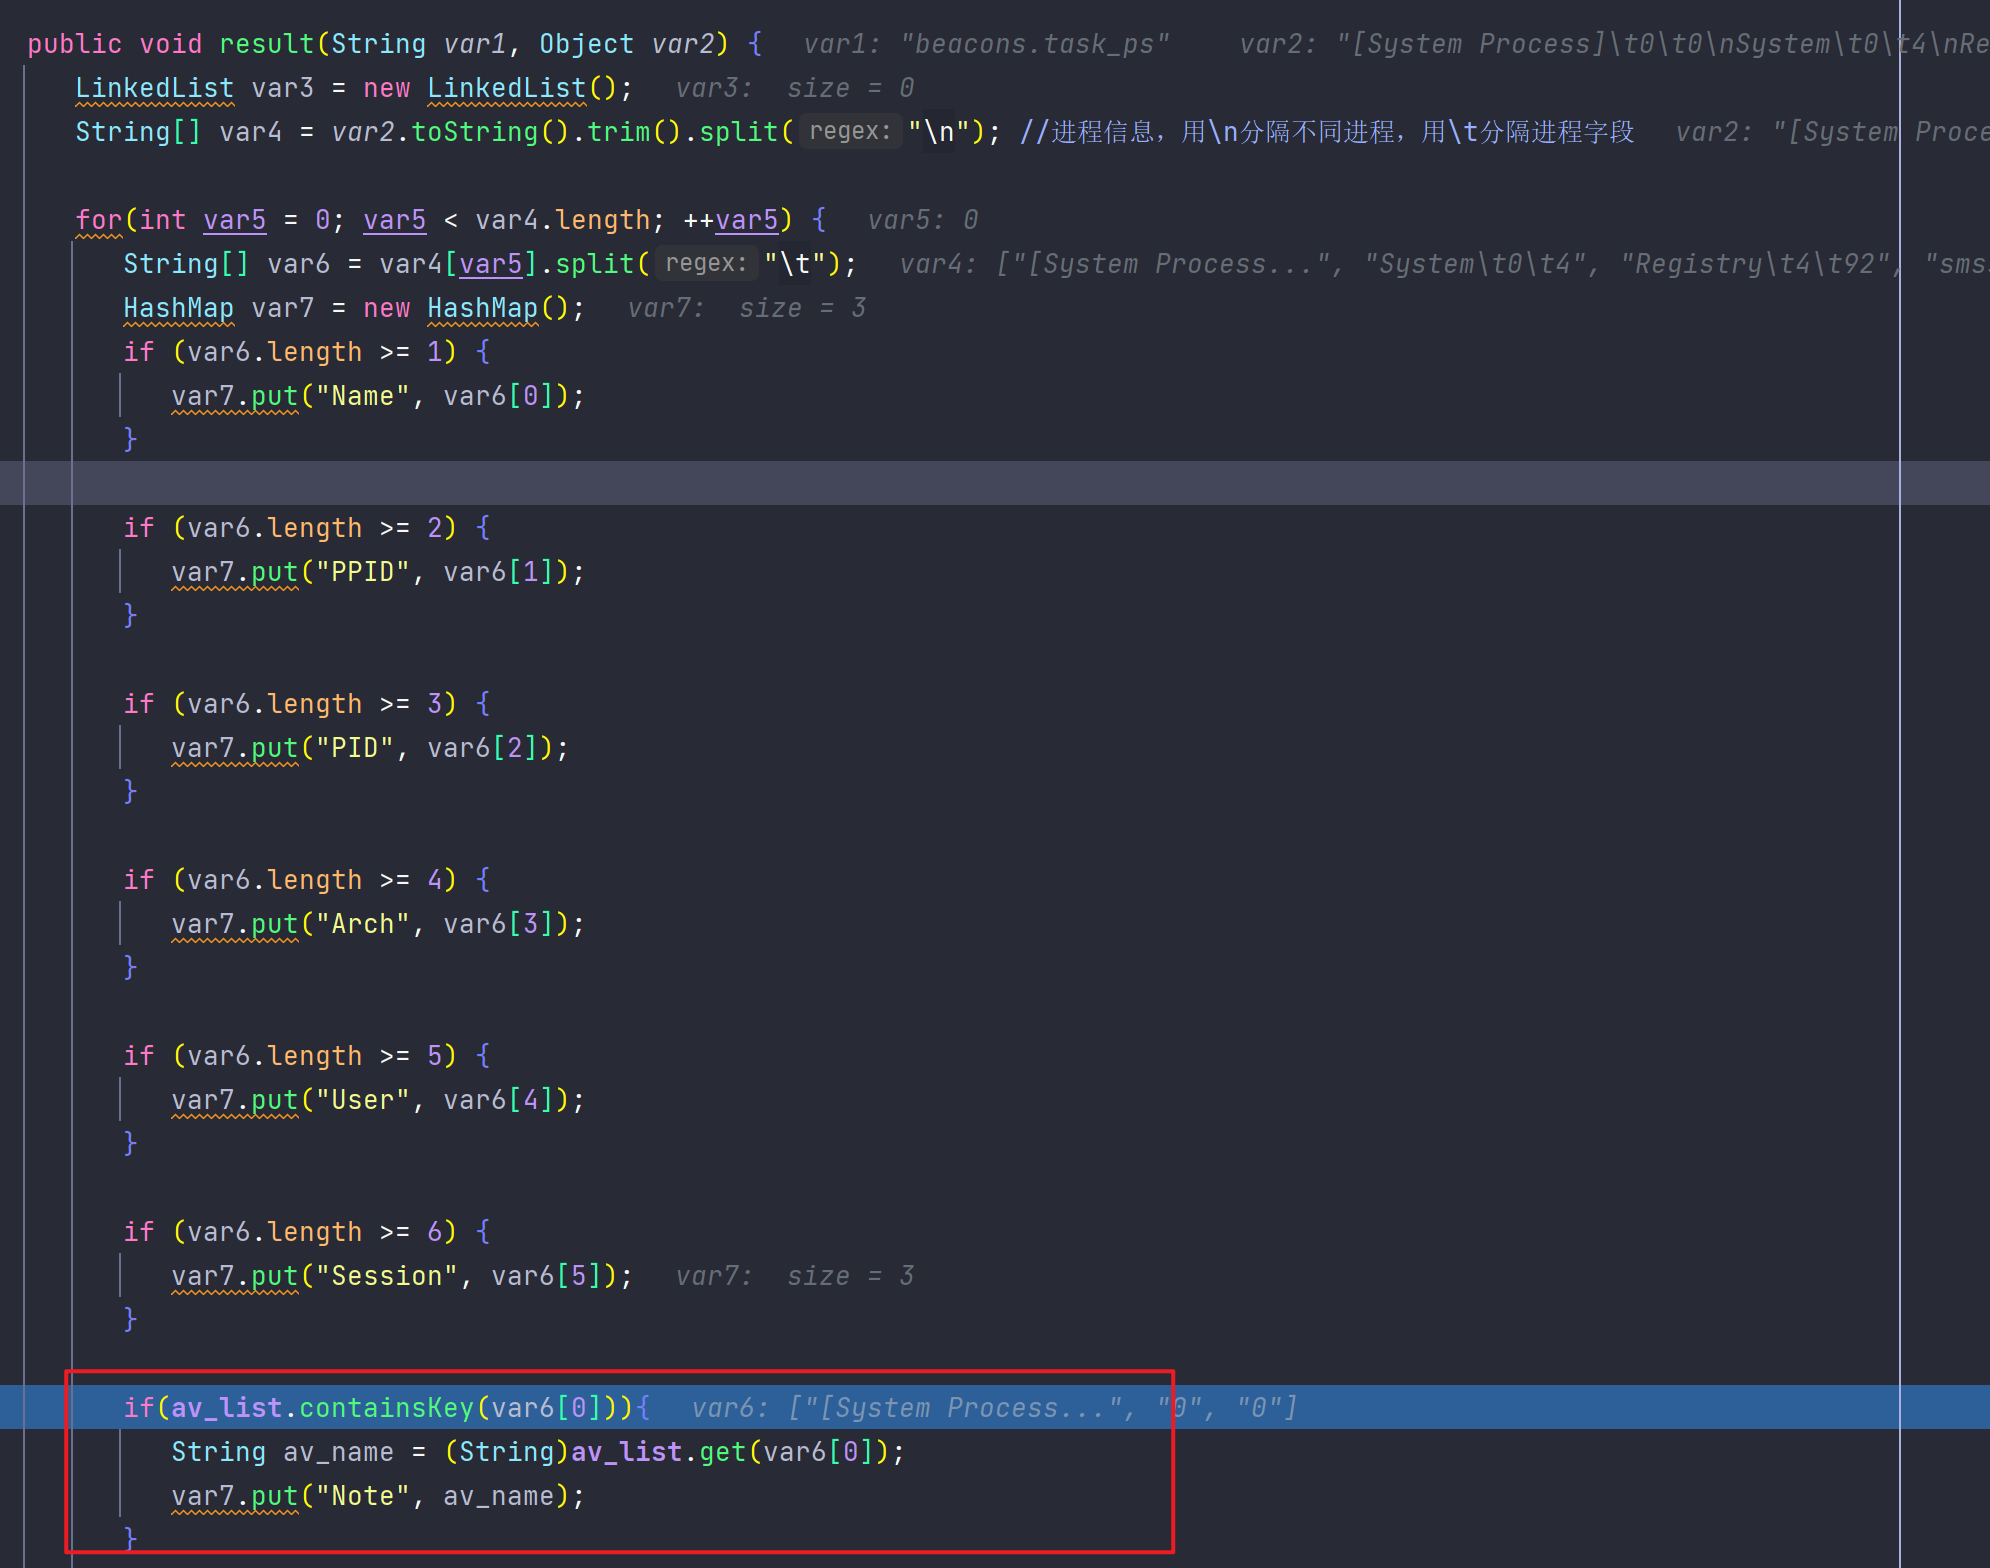 public void result(String var1, Object var2) {   var1: "beacons.task_ps"     var2: "[System Process]\t0\t0\nSystem\t0\t4\nRe
   LinkedList var3 = new LinkedList();   var3:  size = 0
   String[] var4 = var2.toString().trim().split( regex: "\n"); //进程信息，用\n分隔不同进程，用\t分隔进程字段   var2: "[System Proce
   for(int var5 = 0; var5 < var4.length; ++var5) {   var5: 0
      String[] var6 = var4[var5].split( regex: "\t");   var4: ["[System Process...", "System\t0\t4", "Registry\t4\t92", "sms
      HashMap var7 = new HashMap();   var7:  size = 3
      if (var6.length >= 1) {
         var7.put("Name", var6[0]);
      }
      if (var6.length >= 2) {
         var7.put("PPID", var6[1]);
      }
      if (var6.length >= 3) {
         var7.put("PID", var6[2]);
      }
      if (var6.length >= 4) {
         var7.put("Arch", var6[3]);
      }
      if (var6.length >= 5) {
         var7.put("User", var6[4]);
      }
      if (var6.length >= 6) {
         var7.put("Session", var6[5]);   var7:  size = 3
      }
      if(av_list.containsKey(var6[0])){   var6: ["[System Process...", "0", "0"]
         String av_name = (String)av_list.get(var6[0]);
         var7.put("Note", av_name);
      }